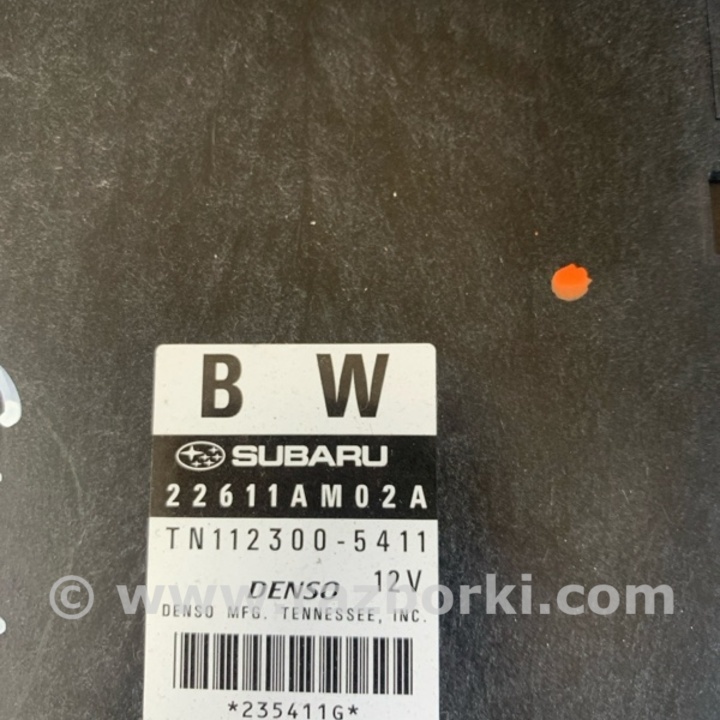 B W
SUBARU
22611AM02A
TN112300-5411
DENSO 12V
DENSO MFG. TENNESSEE, INC.
*235411G*